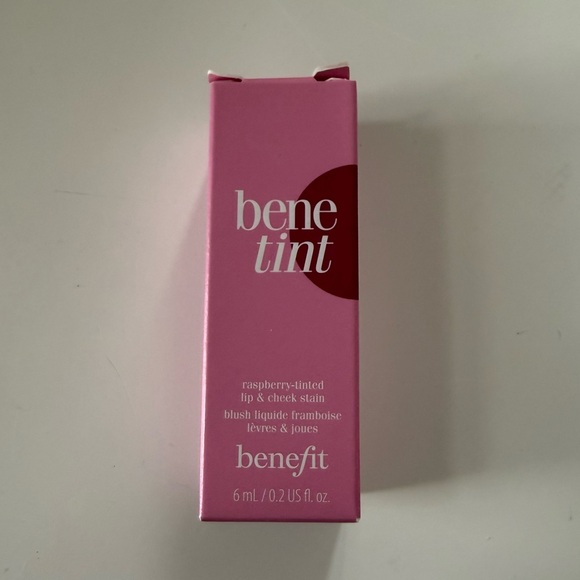 bene
tint
raspberry-tinted
lip & cheek stain
blush liquide framboise
lèvres & joues
benefit
6 mL / 0.2 US fl. oz.